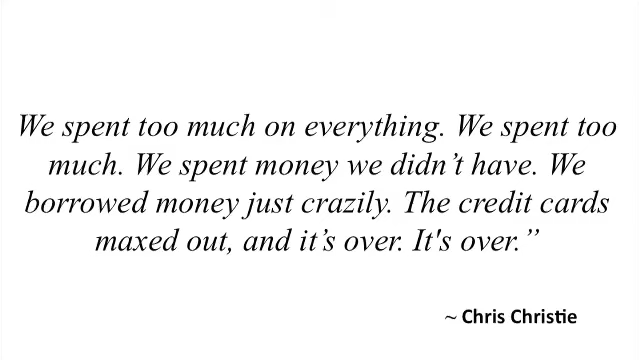 We spent too much on everything. We spent too
much. We spent money we didn’t have. We
borrowed money just crazily. The credit cards
maxed out, and it’s over. It's over.”
~ Chris Christie